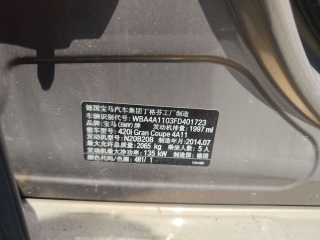 德国宝马汽车集团丁格芬工厂制造
车辆识别代号: WBA4A1103FD401723
品牌: 宝马(BMW)牌 发动机排量: 1997 ml
整车型号: 420i Gran Coupe 4A11
发动机型号: N20B20B 制造年月: 2014.07
最大允许总质量: 2065 kg 乘坐人数: 5 人
发动机最大净功率: 135 kW 制造国: 德国
颜色代码/色量: 481/ 1